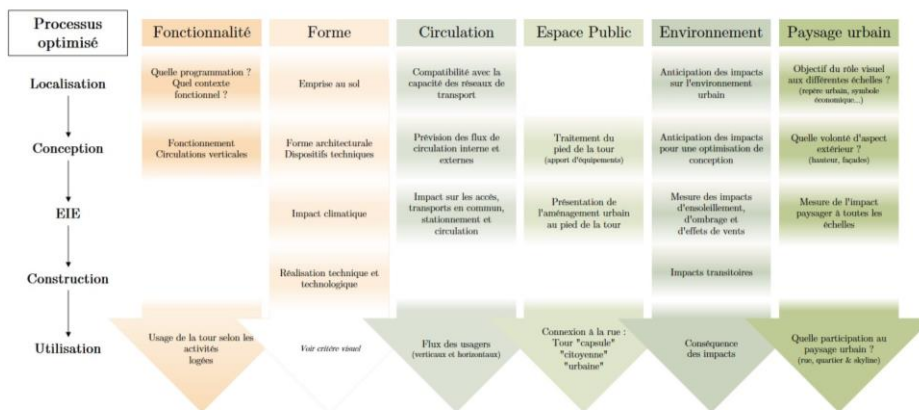 Processus
optimisé
Fonctionnalité
Forme
Circulation
Espace Public
Environnement
Paysage urbain
Localisation
Quelle programmation ?
Quel contexte
fonctionnel ?
Emprise au sol
Compatibilité avec la
capacité des réseaux de
transport
Anticipation des impacts
sur l'environnement
urbain
Objectif du rôle visuel
aux différentes échelles ?
(repère urbain, symbole
économique...)
Conception
Fonctionnement
Circulations verticales
Forme architecturale
Dispositifs techniques
Prévision des flux de
circulation interne et
externes
Traitement du
pied de la tour
(apport d'équipements)
Anticipation des impacts
pour une optimisation de
conception
Quelle volonté d'aspect
extérieur ?
(hauteur, façades)
EIE
Impact climatique
Impact sur les accès,
transports en commun,
stationnement et
circulation
Présentation de
l'aménagement urbain
au pied de la tour
Mesure des impacts
d'ensoleillement,
d'ombrage et
d'effets de vents
Mesure de l'impact
paysager à toutes les
échelles
Construction
Réalisation technique et
technologique
Impacts transitoires
Utilisation
Usage de la tour selon les
activités
logées
Voir critère visuel
Flux des usagers
(verticaux et horizontaux)
Connexion à la rue :
Tour "capsule"
"citoyenne"
"urbaine"
Conséquence
des impacts
Quelle participation au
paysage urbain ?
(rue, quartier & skyline)